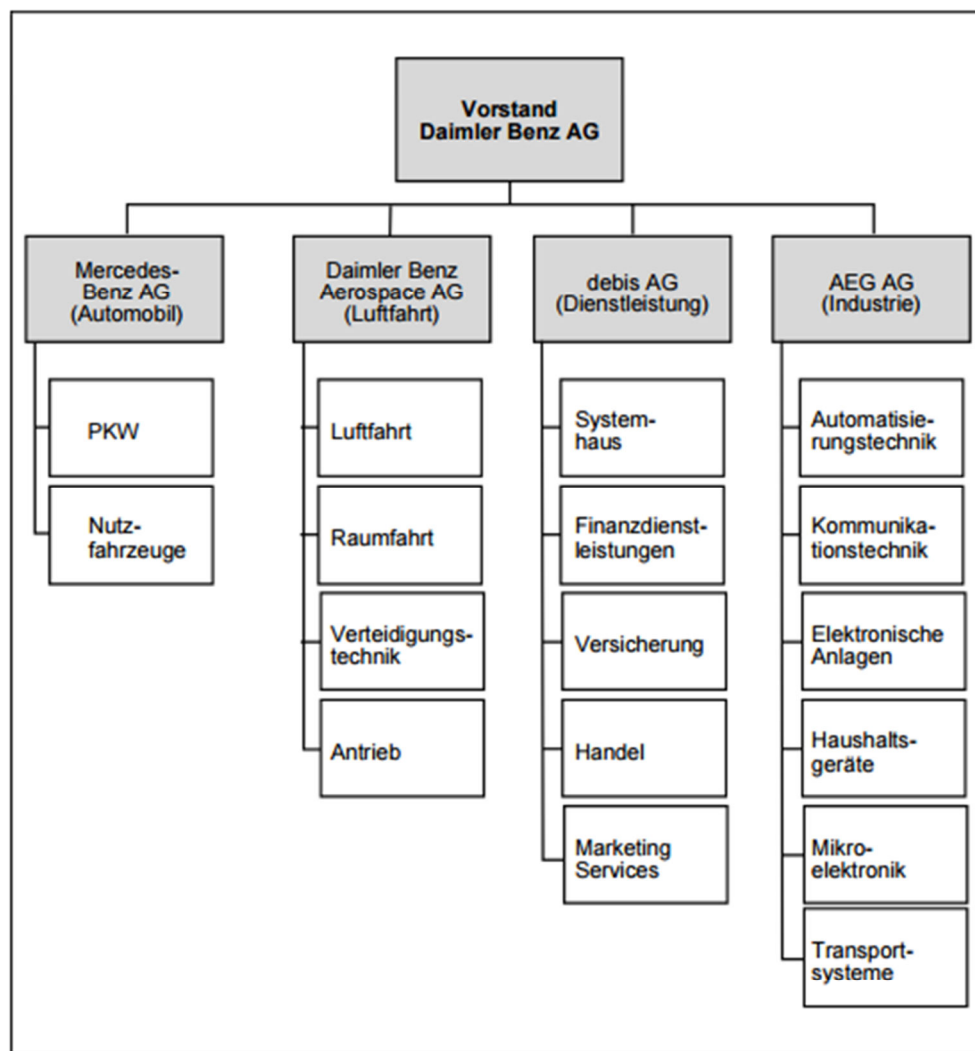 Vorstand
Daimler Benz AG
Mercedes-
Benz AG
(Automobil)
Daimler Benz
Aerospace AG
(Luftfahrt)
debis AG
(Dienstleistung)
AEG AG
(Industrie)
PKW
Nutz-
fahrzeuge
Luftfahrt
Raumfahrt
Verteidigungs-
technik
Antrieb
System-
haus
Finanzdienst-
leistungen
Versicherung
Handel
Marketing
Services
Automatisie-
rungstechnik
Kommunika-
tionstechnik
Elektronische
Anlagen
Haushalts-
geräte
Mikro-
elektronik
Transport-
systeme